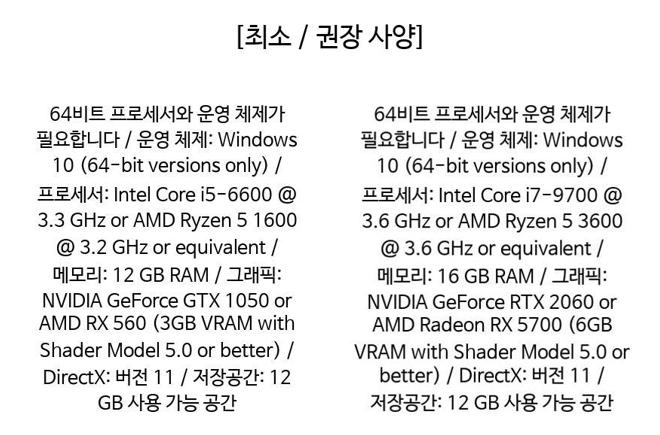 [최소 / 권장 사양]
64비트 프로세서와 운영 체제가
필요합니다 / 운영 체제: Windows
10 (64-bit versions only) /
프로세서: Intel Core i5-6600 @
3.3 GHz or AMD Ryzen 5 1600
@ 3.2 GHz or equivalent /
메모리: 12 GB RAM / 그래픽:
NVIDIA GeForce GTX 1050 or
AMD RX 560 (3GB VRAM with
Shader Model 5.0 or better) /
DirectX: 버전 11 / 저장공간: 12
GB 사용 가능 공간
64비트 프로세서와 운영 체제가
필요합니다 / 운영 체제: Windows
10 (64-bit versions only) /
프로세서: Intel Core i7-9700 @
3.6 GHz or AMD Ryzen 5 3600
@ 3.6 GHz or equivalent /
메모리: 16 GB RAM / 그래픽:
NVIDIA GeForce RTX 2060 or
AMD Radeon RX 5700 (6GB
VRAM with Shader Model 5.0 or
better) / DirectX: 버전 11 /
저장공간: 12 GB 사용 가능 공간